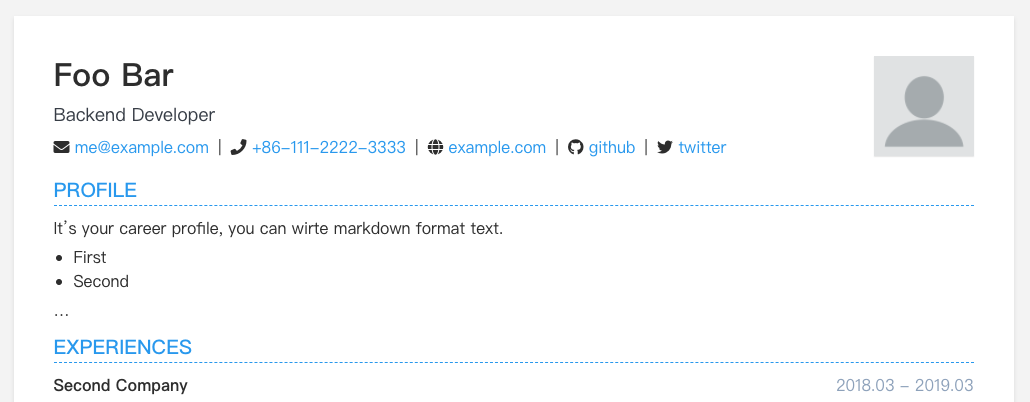 Foo Bar
Backend Developer
me@example.com | +86-111-2222-3333 | example.com | github | twitter
PROFILE
It's your career profile, you can wirte markdown format text.
• First
• Second
...
EXPERIENCES
Second Company 2018.03 - 2019.03